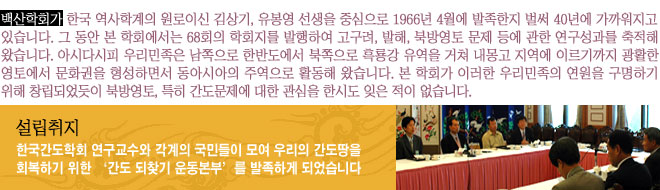 백산학회가 한국 역사학계의 원로이신 김상기, 유봉영 선생을 중심으로 1966년 4월에 발족한지 벌써 40년에 가까워지고
있습니다. 그 동안 본 학회에서는 68회의 학회지를 발행하여 고구려, 발해, 북방영토 문제 등에 관한 연구성과를 축적해
왔습니다. 아시다시피 우리민족은 남쪽으로 한반도에서 북쪽으로 흑룡강 유역을 거쳐 내몽고 지역에 이르기까지 광활한
영토에서 문화권을 형성하면서 동아시아의 주역으로 활동해 왔습니다. 본 학회가 이러한 우리민족의 연원을 구명하기
위해 창립되었듯이 북방영토, 특히 간도문제에 대한 관심을 한시도 잊은 적이 없습니다.
설립취지
한국간도학회 연구교수와 각계의 국민들이 모여 우리의 간도땅을
회복하기 위한 ‘간도 되찾기 운동본부’를 발족하게 되었습니다